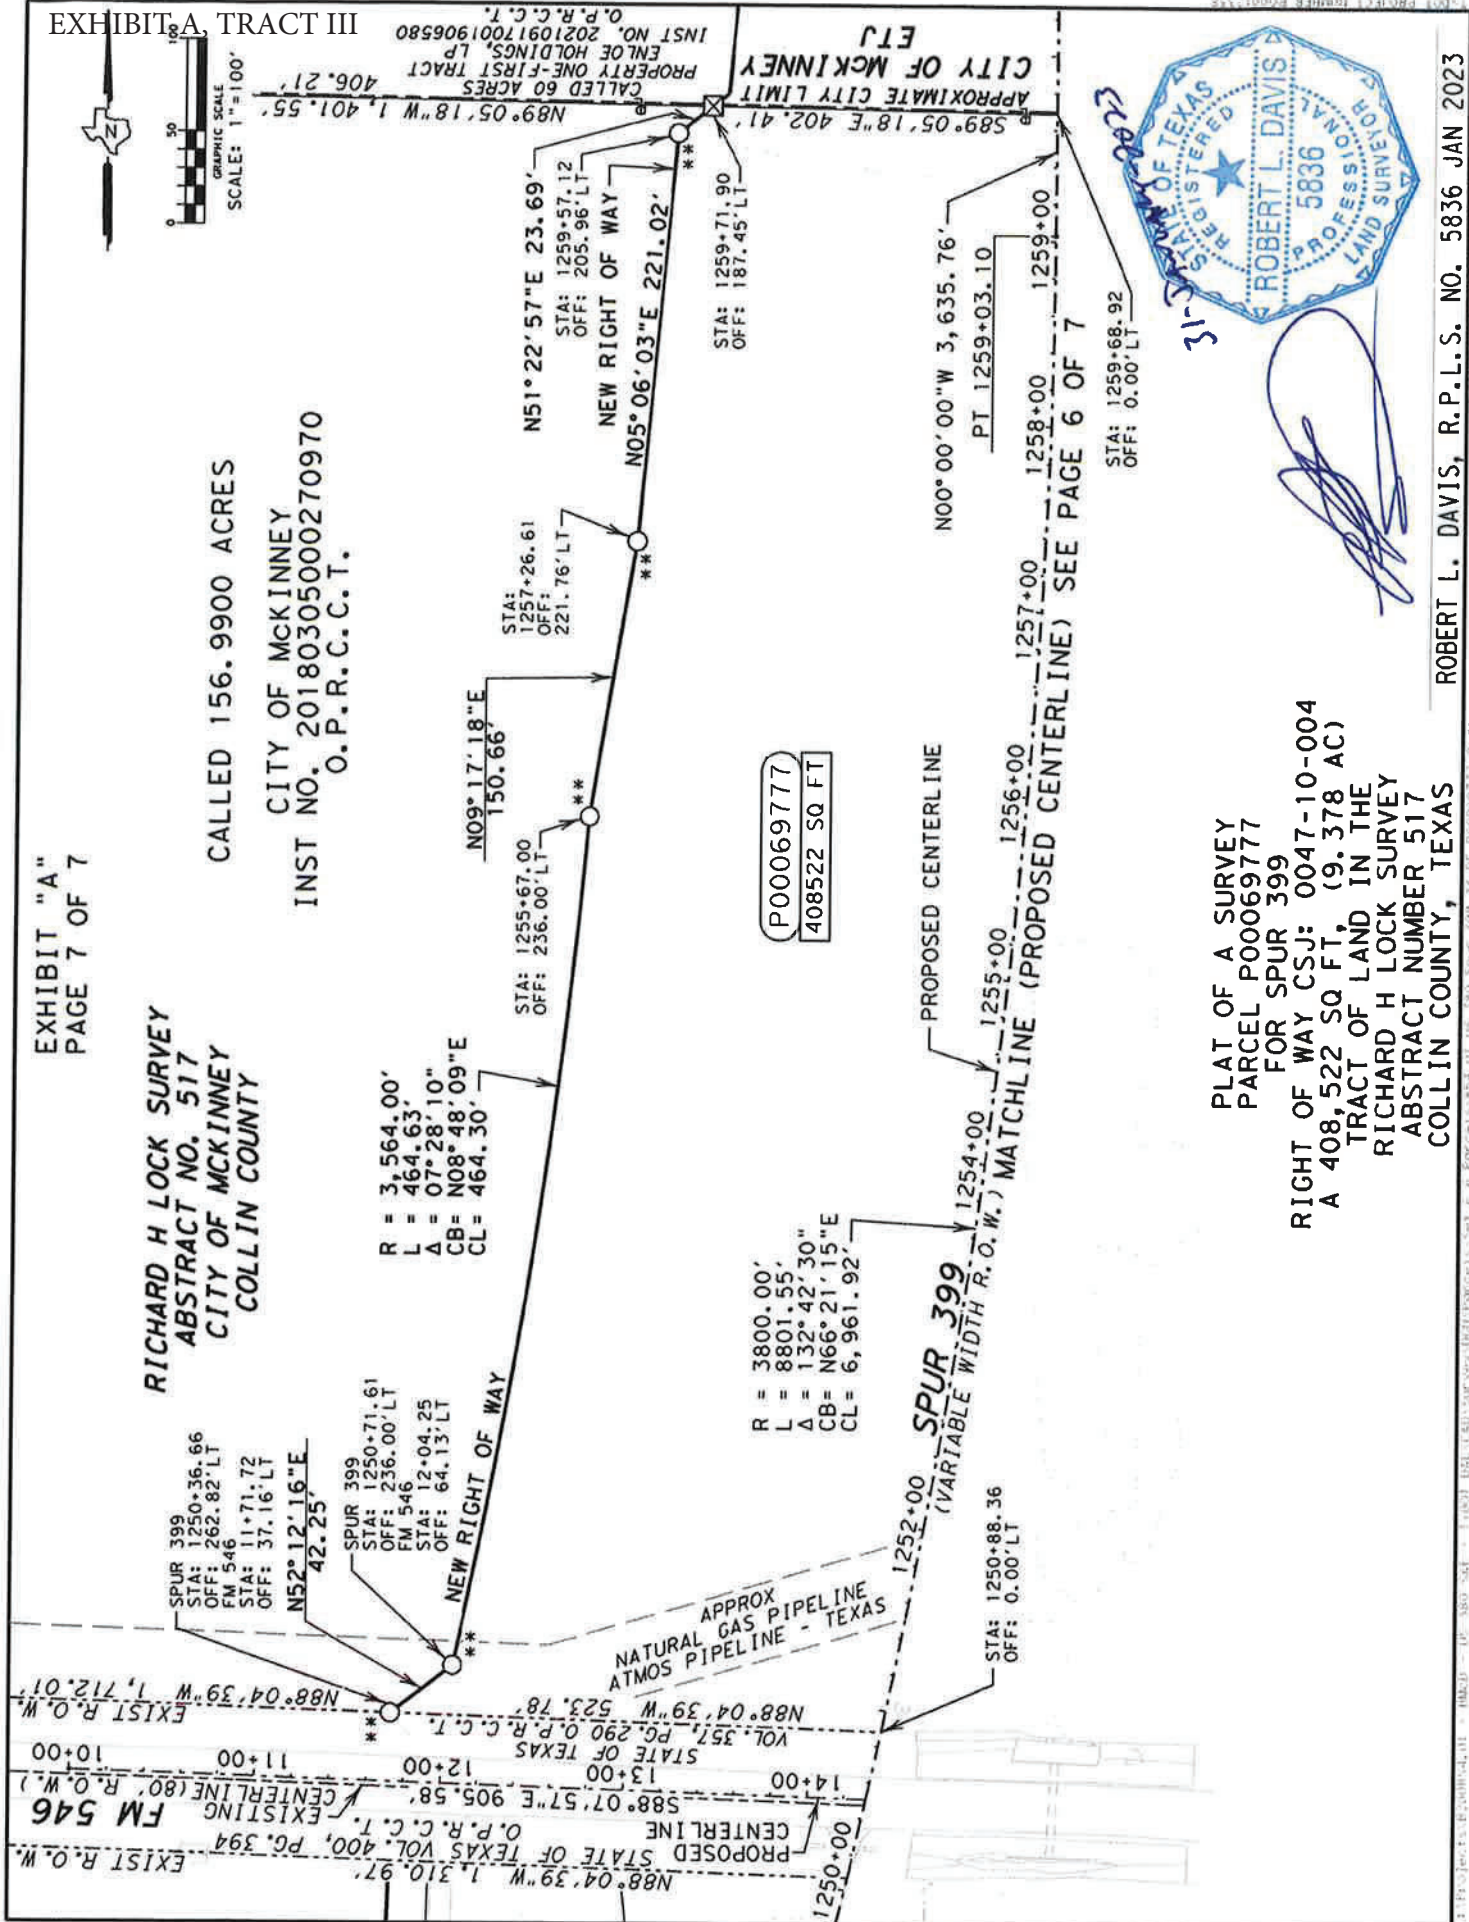 EXHIBIT A, TRACT III
EXHIBIT "A"
PAGE 7 OF 7
N
0 50 100
GRAPHIC SCALE
SCALE: 1"=100'
RICHARD H LOCK SURVEY
ABSTRACT NO. 517
CITY OF MCKINNEY
COLLIN COUNTY
CALLED 156.9900 ACRES
CITY OF McKINNEY
INST NO. 20180305000270970
O.P.R.C.C.T.
SPUR 399
STA: 1250+36.66
OFF: 262.82'LT
FM 546
STA: 11+71.72
OFF: 37.16'LT
N52°12'16"E
42.25'
SPUR 399
STA: 1250+71.61
OFF: 236.00'LT
FM 546
STA: 12+04.25
OFF: 64.13'LT
NEW RIGHT OF WAY
**
**
R = 3,564.00'
L = 464.63'
Δ = 07°28'10"
CB= N08°48'09"E
CL= 464.30'
STA: 1255+67.00
OFF: 236.00'LT
**
N09°17'18"E
150.66'
STA:
1257+26.61
OFF:
221.76'LT
**
N05°06'03"E 221.02'
NEW RIGHT OF WAY
N51°22'57"E 23.69'
STA: 1259+57.12
OFF: 205.96'LT
**
STA: 1259+71.90
OFF: 187.45'LT
N89°05'18"W 1,401.55'
406.21'
CALLED 60 ACRES
PROPERTY ONE-FIRST TRACT
ENLOE HOLDINGS, LP
INST NO. 20210917001906580
O.P.R.C.C.T.
S89°05'18"E 402.41'
APPROXIMATE CITY LIMIT
CITY OF McKINNEY
ETJ
P00069777
408522 SQ FT
N00°00'00"W 3,635.76'
PT 1259+03.10
STA: 1259+68.92
OFF: 0.00'LT
R = 3800.00'
L = 8801.55'
Δ = 132°42'30"
CB= N66°21'15"E
CL= 6,961.92'
PROPOSED CENTERLINE
1250+00
1252+00
1254+00
1255+00
1256+00
1257+00
1258+00
1259+00
SPUR 399
(VARIABLE WIDTH R.O.W.)
MATCHLINE (PROPOSED CENTERLINE) SEE PAGE 6 OF 7
STA: 1250+88.36
OFF: 0.00'LT
APPROX
NATURAL GAS PIPELINE
ATMOS PIPELINE - TEXAS
N88°04'39"W 1,712.01'
EXIST R.O.W.
N88°04'39"W 523.78'
VOL. 357, PG. 290 O.P.R.C.C.T.
STATE OF TEXAS
10+00
11+00
12+00
13+00
14+00
S88°07'57"E 905.58'
EXISTING
CENTERLINE (80' R.O.W.)
FM 546
PROPOSED
CENTERLINE
STATE OF TEXAS VOL. 400, PG. 394
O.P.R.C.C.T.
N88°04'39"W 1,310.97'
EXIST R.O.W.
PLAT OF A SURVEY
PARCEL P00069777
FOR SPUR 399
RIGHT OF WAY CSJ: 0047-10-004
A 408,522 SQ FT, (9.378 AC)
TRACT OF LAND IN THE
RICHARD H LOCK SURVEY
ABSTRACT NUMBER 517
COLLIN COUNTY, TEXAS
31-January-2023
STATE OF TEXAS
REGISTERED
ROBERT L. DAVIS
5836
PROFESSIONAL
LAND SURVEYOR
ROBERT L. DAVIS, R.P.L.S. NO. 5836 JAN 2023